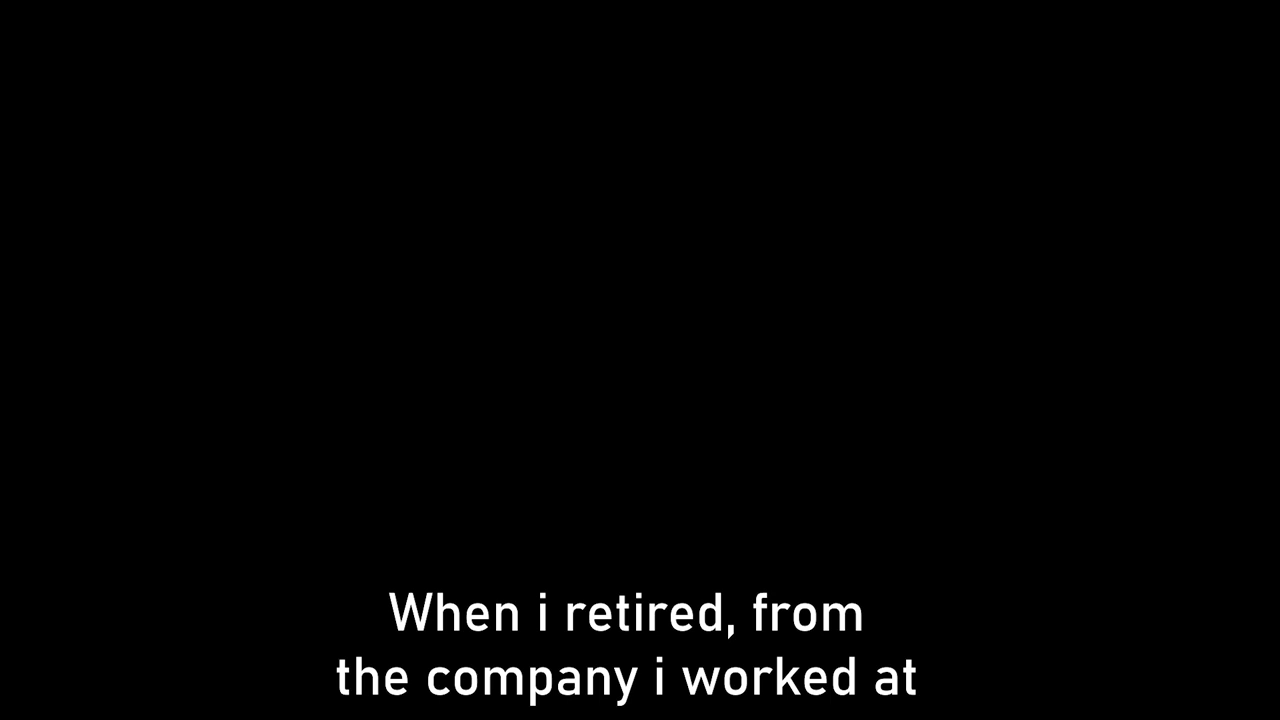 When i retired, from
the company i worked at